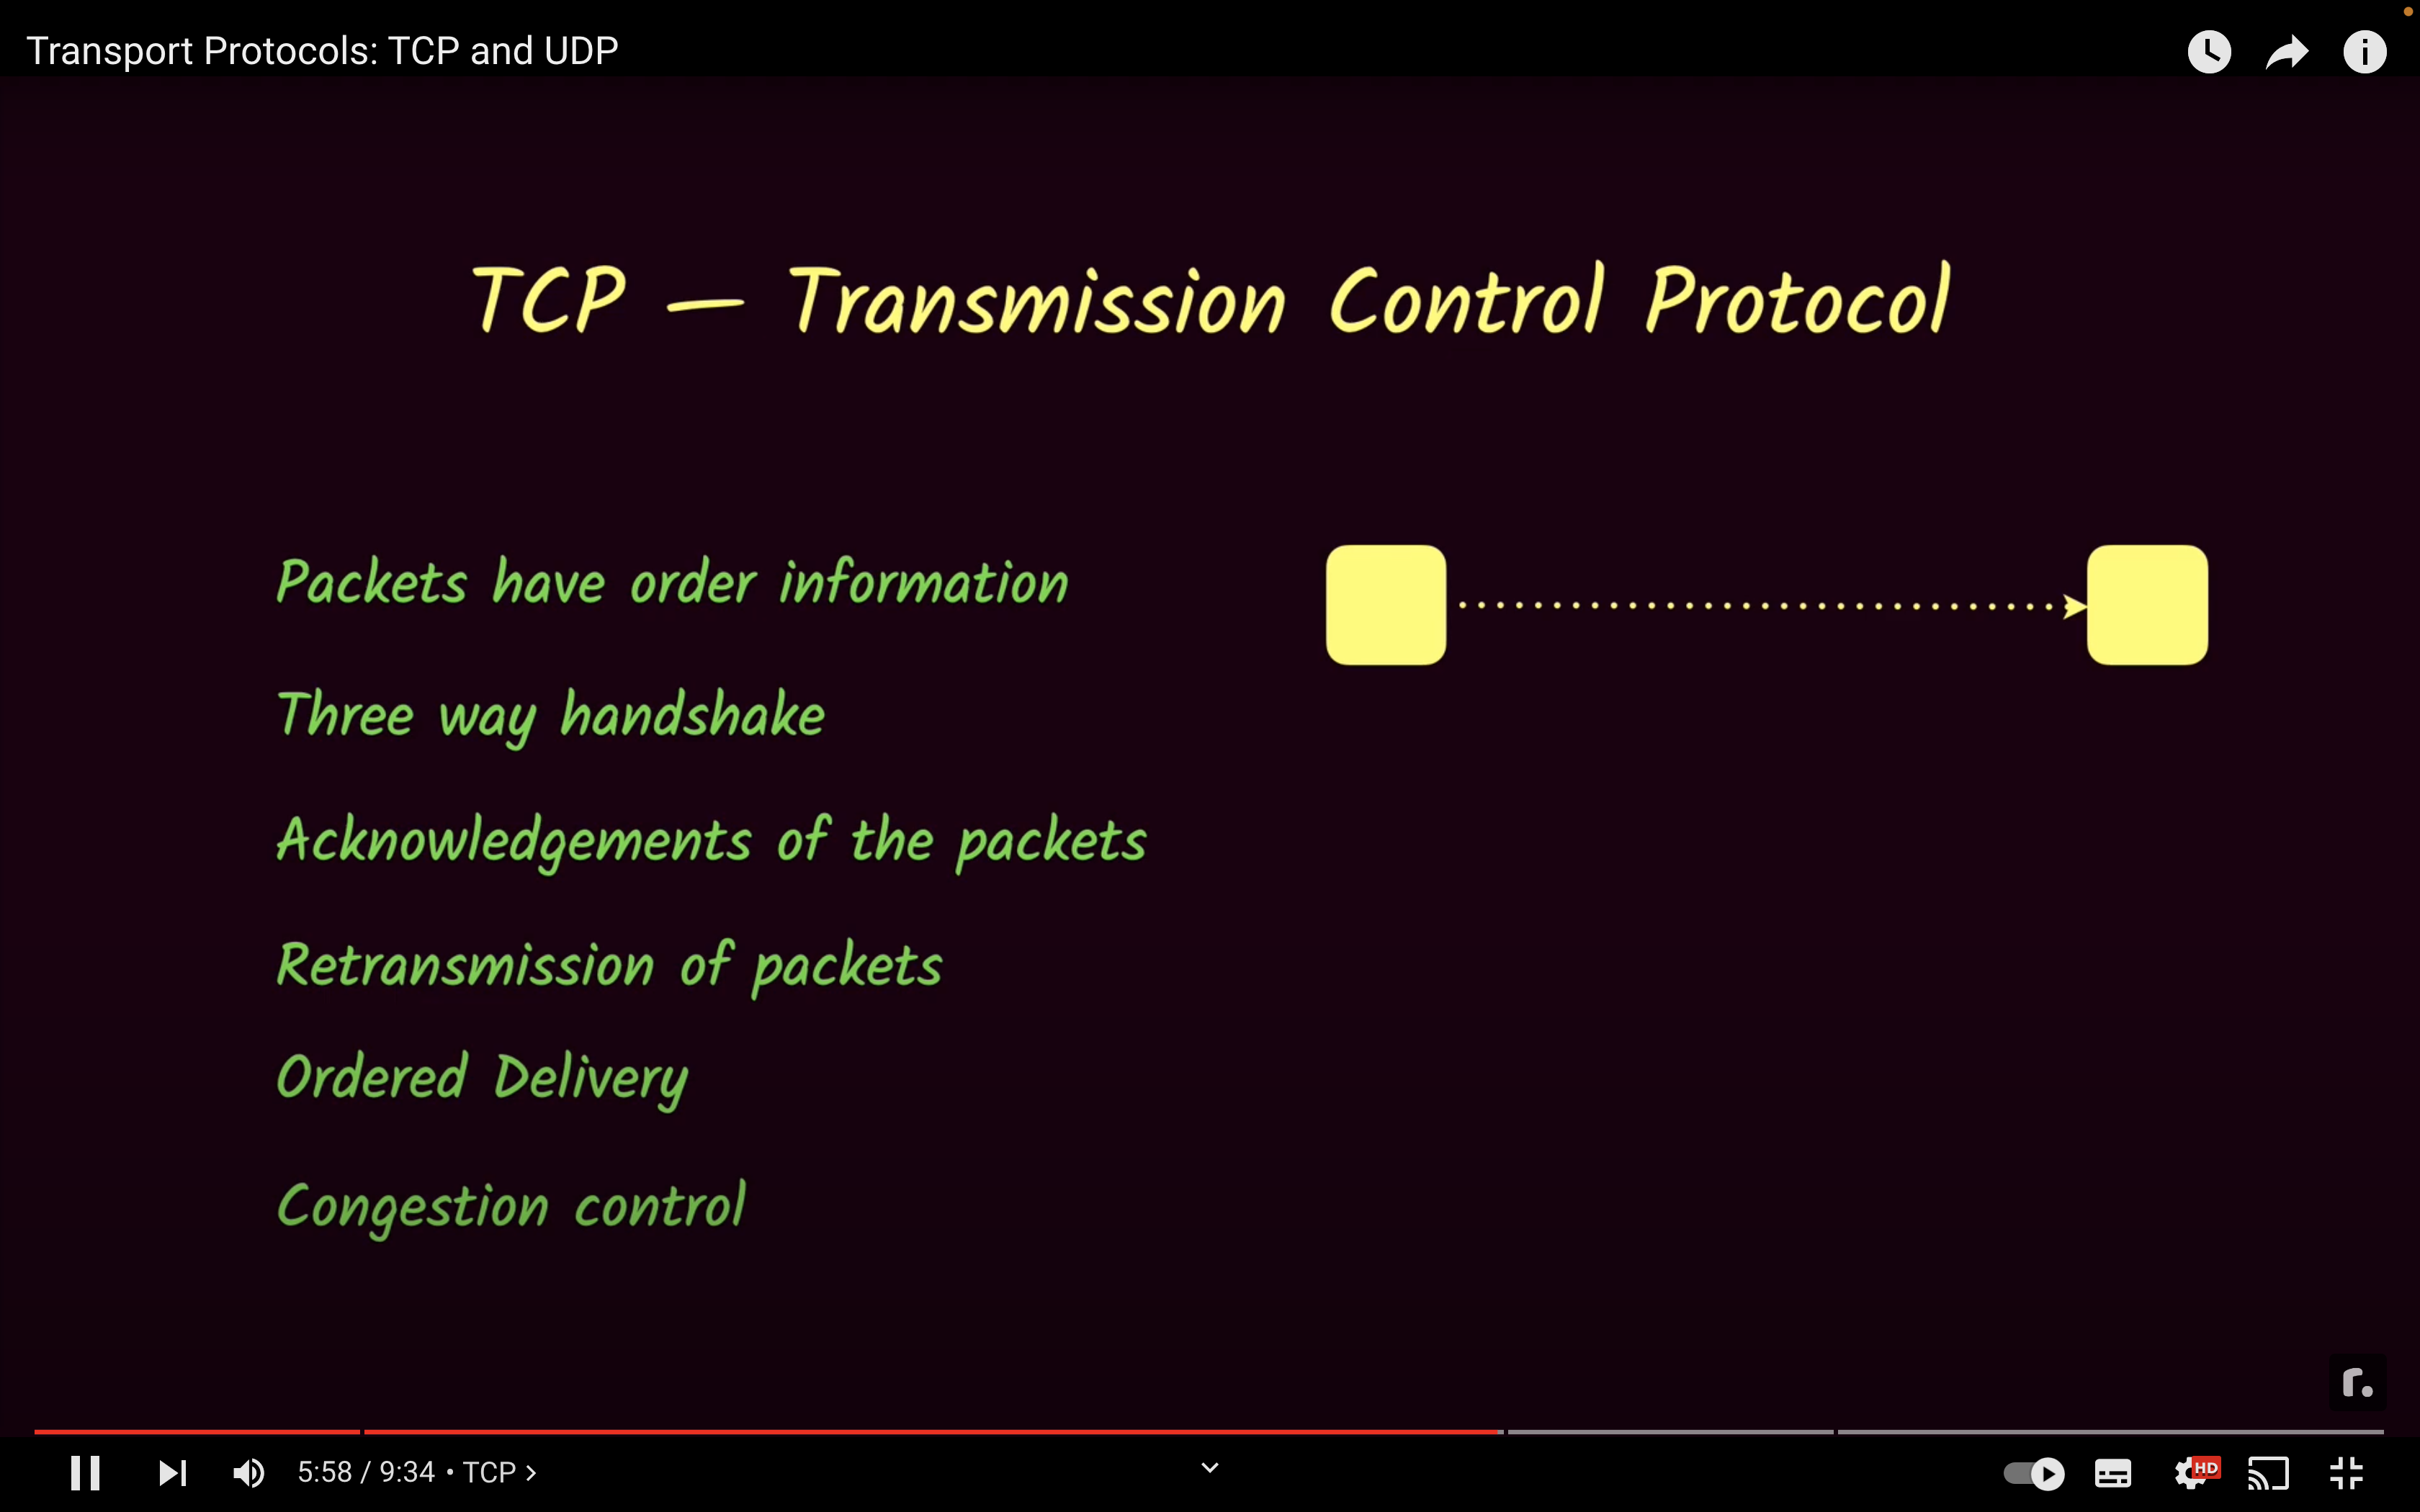 Transport Protocols: TCP and UDP
TCP — Transmission Control Protocol
Packets have order information
Three way handshake
Acknowledgements of the packets
Retransmission of packets
Ordered Delivery
Congestion control
r.
5:58 / 9:34 • TCP >
HD